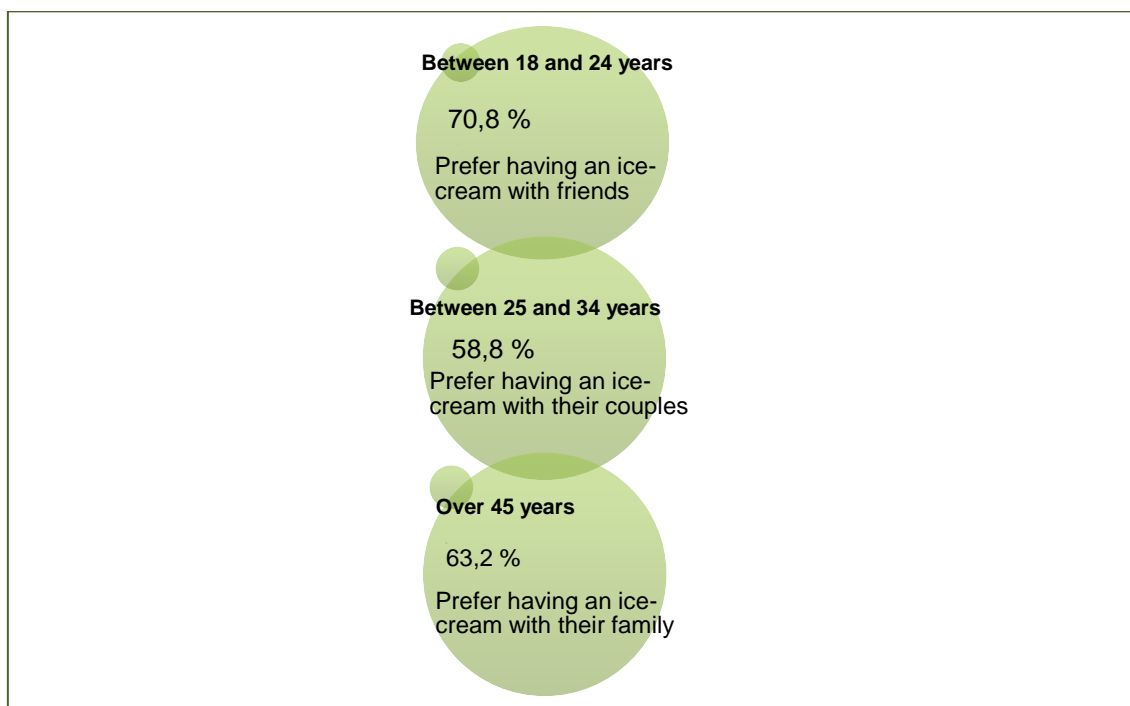 Between 18 and 24 years
70,8 %
Prefer having an ice-
cream with friends
Between 25 and 34 years
58,8 %
Prefer having an ice-
cream with their couples
Over 45 years
63,2 %
Prefer having an ice-
cream with their family